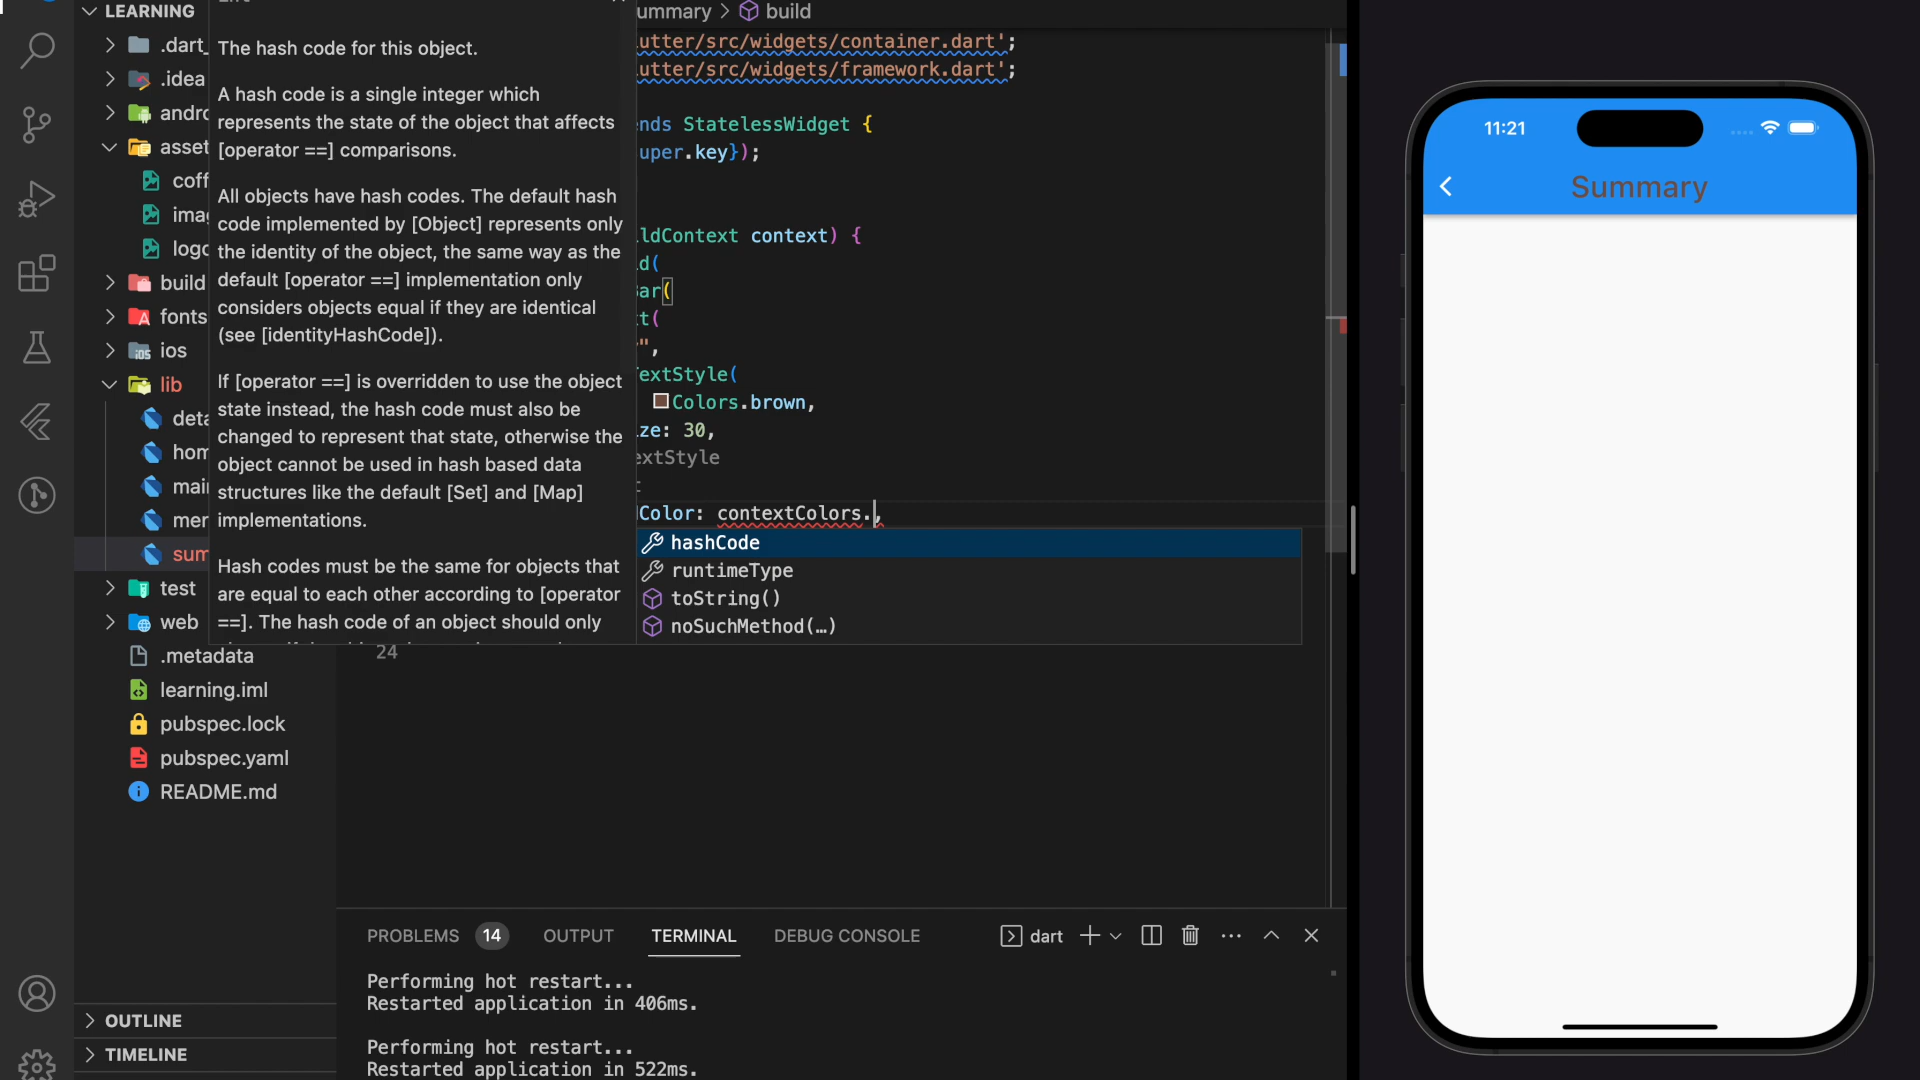 LEARNING
.dart_
.idea
andro
asset
coff
imag
logo
build
fonts
ios
lib
deta
hom
mai
mer
sum
test
web
.metadata
learning.iml
pubspec.lock
pubspec.yaml
README.md
OUTLINE
TIMELINE
The hash code for this object.
A hash code is a single integer which
represents the state of the object that affects
[operator ==] comparisons.
All objects have hash codes. The default hash
code implemented by [Object] represents only
the identity of the object, the same way as the
default [operator ==] implementation only
considers objects equal if they are identical
(see [identityHashCode]).
If [operator ==] is overridden to use the object
state instead, the hash code must also be
changed to represent that state, otherwise the
object cannot be used in hash based data
structures like the default [Set] and [Map]
implementations.
Hash codes must be the same for objects that
are equal to each other according to [operator
==]. The hash code of an object should only
ummary > build
utter/src/widgets/container.dart';
utter/src/widgets/framework.dart';
nds StatelessWidget {
uper.key});
ldContext context) {
ld(
Bar(
t(
",
extStyle(
Colors.brown,
ze: 30,
extStyle
Color: contextColors.,
hashCode
runtimeType
toString()
noSuchMethod(…)
24
PROBLEMS 14 OUTPUT TERMINAL DEBUG CONSOLE dart
Performing hot restart...
Restarted application in 406ms.
Performing hot restart...
Restarted application in 522ms.
11:21
Summary